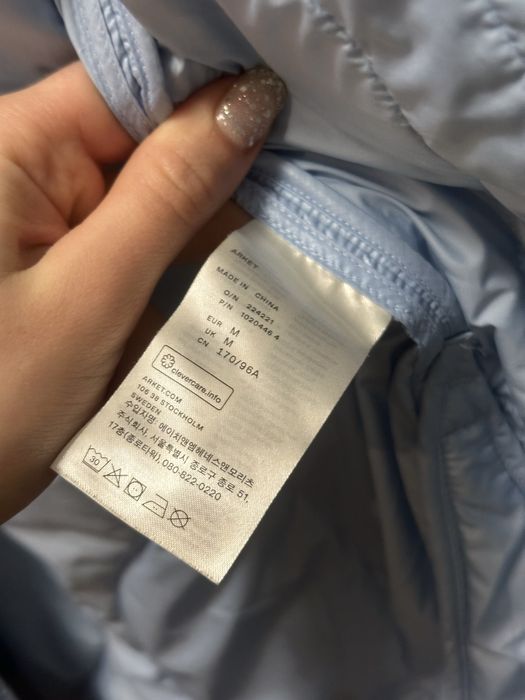 ARKET
MADE IN CHINA
O/N 224221
P/N 1020446 4
EUR M
UK M
CN 170/96A
clevercare.info
ARKET.COM
106 38 STOCKHOLM
SWEDEN
수입자명: 에이치앤엠헤네스앤모리츠
주식회사, 서울특별시 종로구 종로 51,
17층(종로타워), 080-822-0220
30